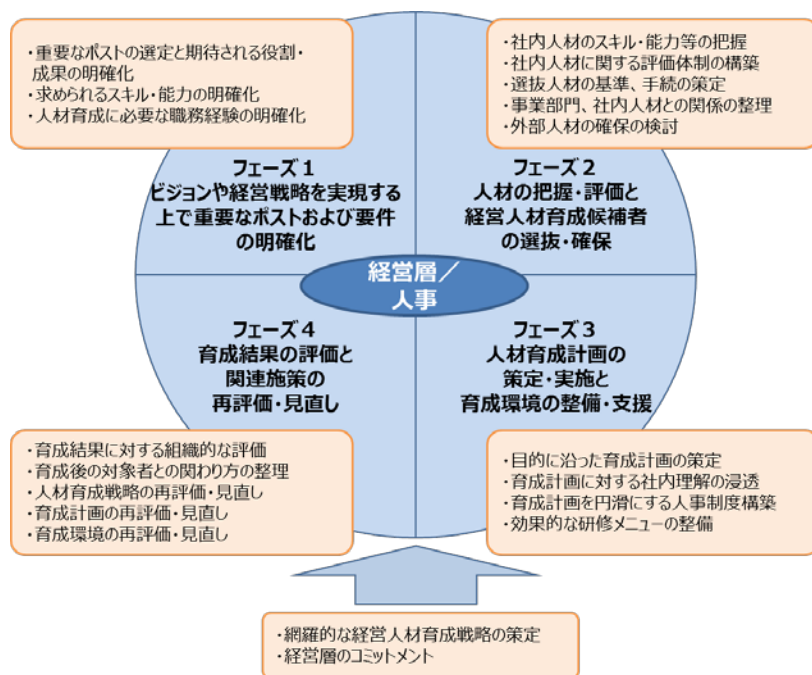 ・重要なポストの選定と期待される役割・
成果の明確化
・求められるスキル・能力の明確化
・人材育成に必要な職務経験の明確化
・社内人材のスキル・能力等の把握
・社内人材に関する評価体制の構築
・選抜人材の基準、手続の策定
・事業部門、社内人材との関係の整理
・外部人材の確保の検討
フェーズ1
ビジョンや経営戦略を実現する
上で重要なポストおよび要件
の明確化
フェーズ2
人材の把握・評価と
経営人材育成候補者
の選抜・確保
経営層／
人事
フェーズ4
育成結果の評価と
関連施策の
再評価・見直し
フェーズ3
人材育成計画の
策定・実施と
育成環境の整備・支援
・育成結果に対する組織的な評価
・育成後の対象者との関わり方の整理
・人材育成戦略の再評価・見直し
・育成計画の再評価・見直し
・育成環境の再評価・見直し
・目的に沿った育成計画の策定
・育成計画に対する社内理解の浸透
・育成計画を円滑にする人事制度構築
・効果的な研修メニューの整備
・網羅的な経営人材育成戦略の策定
・経営層のコミットメント